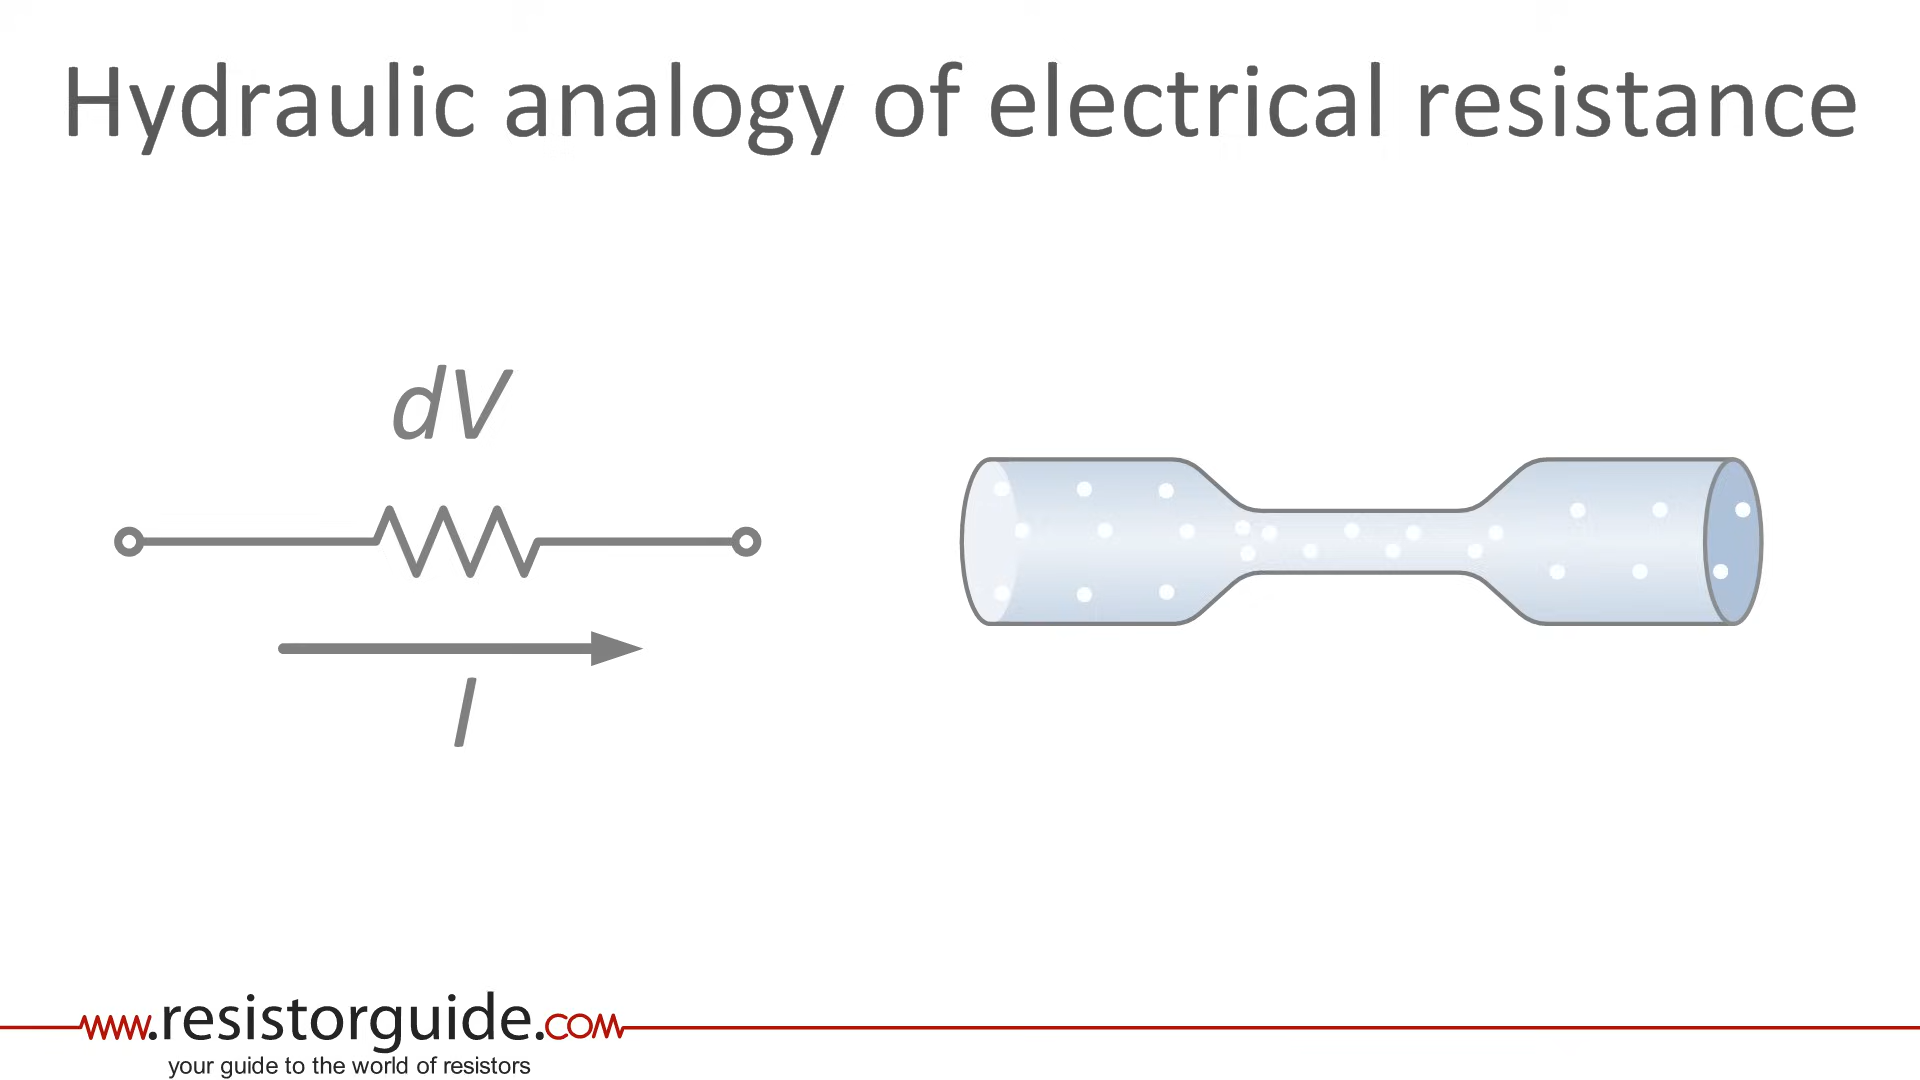 Hydraulic analogy of electrical resistance
dV
I
www.resistorguide.com
your guide to the world of resistors